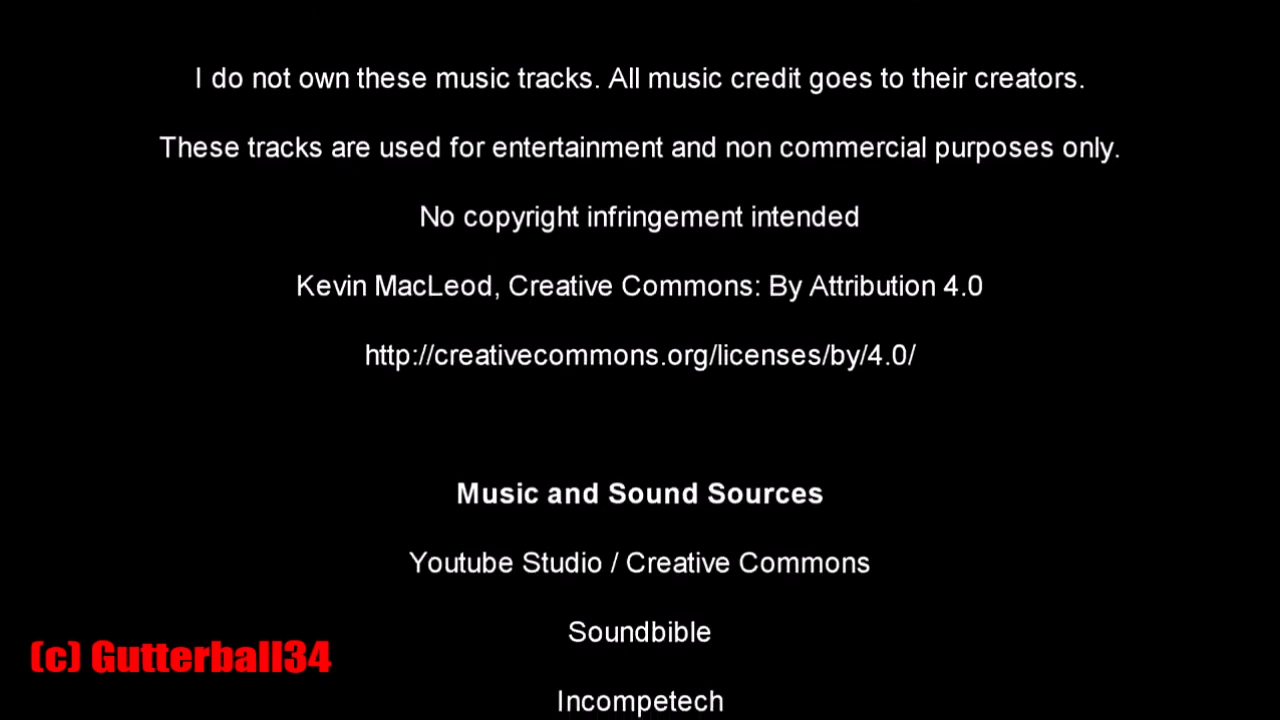 I do not own these music tracks. All music credit goes to their creators.
These tracks are used for entertainment and non commercial purposes only.
No copyright infringement intended
Kevin MacLeod, Creative Commons: By Attribution 4.0
http://creativecommons.org/licenses/by/4.0/
Music and Sound Sources
Youtube Studio / Creative Commons
Soundbible
(c) Gutterball34
Incompetech